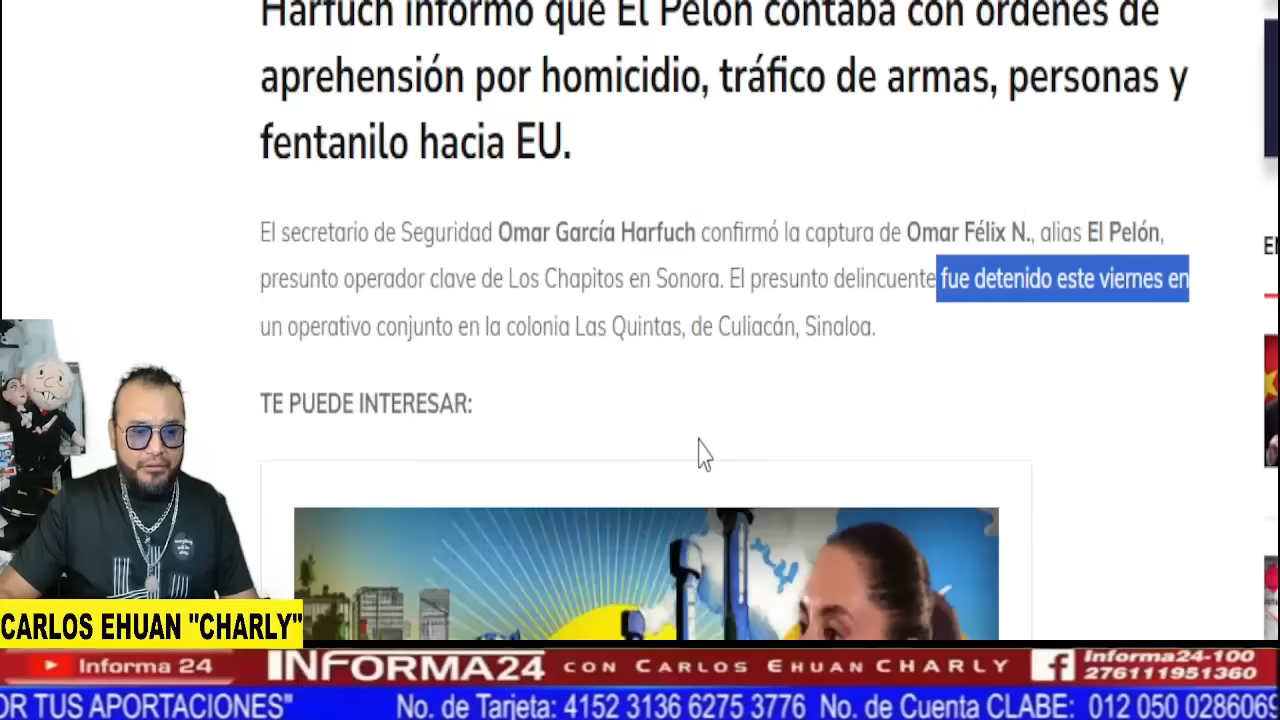 Harfuch informó que El Pelón contaba con órdenes de
aprehensión por homicidio, tráfico de armas, personas y
fentanilo hacia EU.
El secretario de Seguridad Omar García Harfuch confirmó la captura de Omar Félix N., alias El Pelón,
presunto operador clave de Los Chapitos en Sonora. El presunto delincuente fue detenido este viernes en
un operativo conjunto en la colonia Las Quintas, de Culiacán, Sinaloa.
TE PUEDE INTERESAR:
CARLOS EHUAN "CHARLY"
Informa 24
INFORMA24 CON CARLOS EHUAN CHARLY
Informa24-100
276111951360
OR TUS APORTACIONES" No. de Tarjeta: 4152 3136 6275 3776 No. de Cuenta CLABE: 012 050 0286069